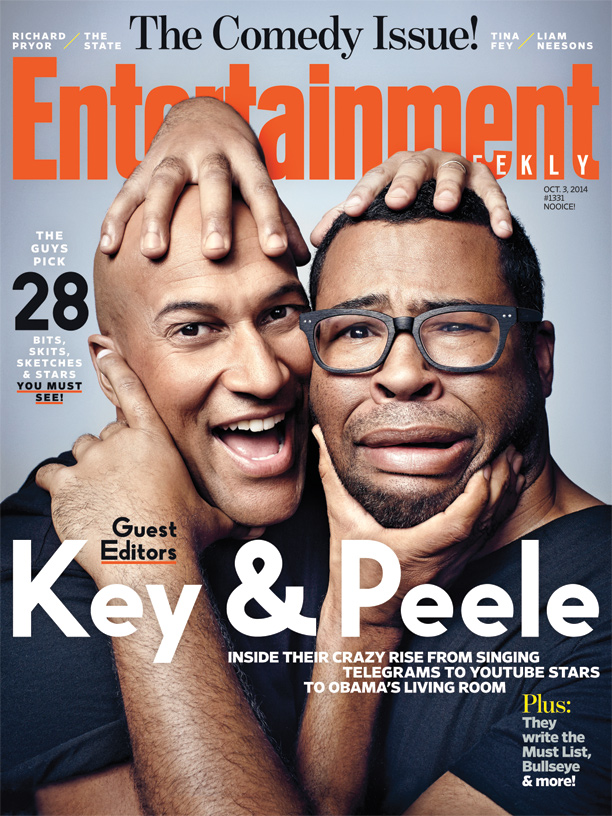 The Comedy Issue!
RICHARD
PRYOR / THE
STATE
TINA
FEY / LIAM
NEESONS
Entertainment
WEEKLY
OCT. 3, 2014
#1331
NOOICE!
THE
GUYS
PICK
28
BITS,
SKITS,
SKETCHES
& STARS
YOU MUST
SEE!
Guest
Editors
Key & Peele
INSIDE THEIR CRAZY RISE FROM SINGING
TELEGRAMS TO YOUTUBE STARS
TO OBAMA'S LIVING ROOM
Plus:
They
write the
Must List,
Bullseye
& more!